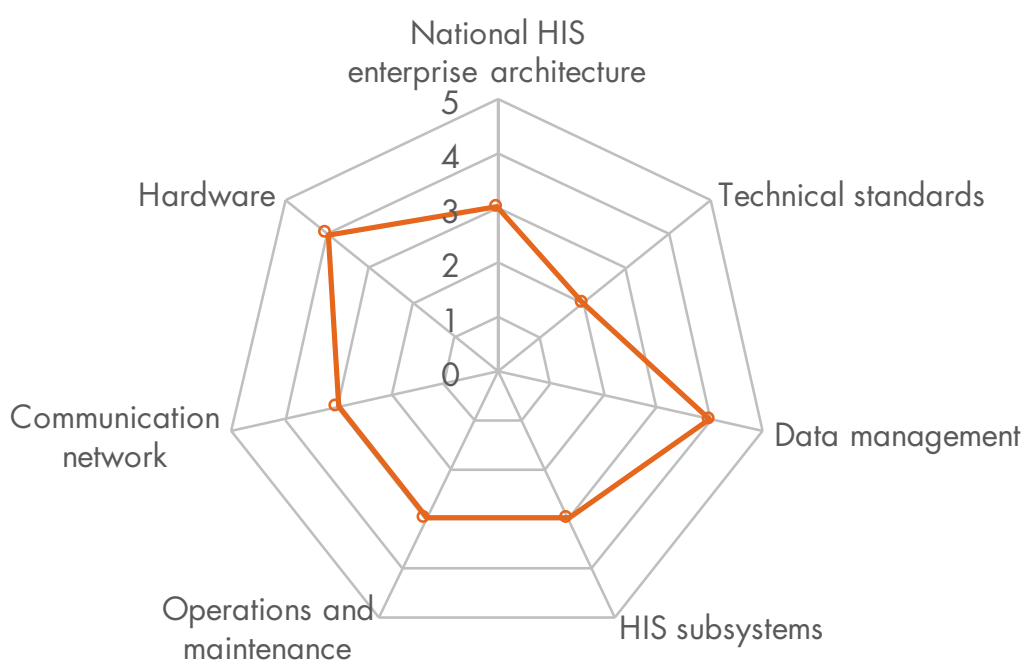 National HIS
enterprise architecture
5
4
Technical standards
Hardware
3
2
1
0
Communication
network
Data management
Operations and
maintenance
HIS subsystems